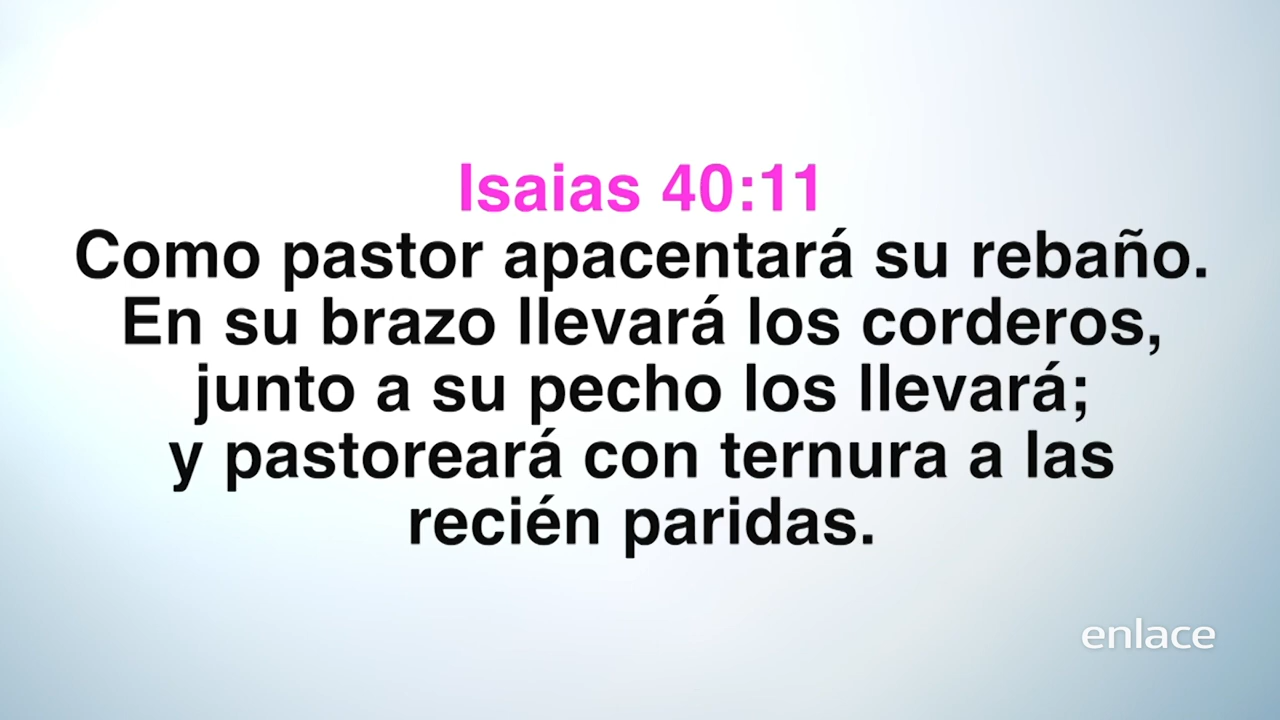 Isaias 40:11
Como pastor apacentará su rebaño.
En su brazo llevará los corderos,
junto a su pecho los llevará;
y pastoreará con ternura a las
recién paridas.
enlace